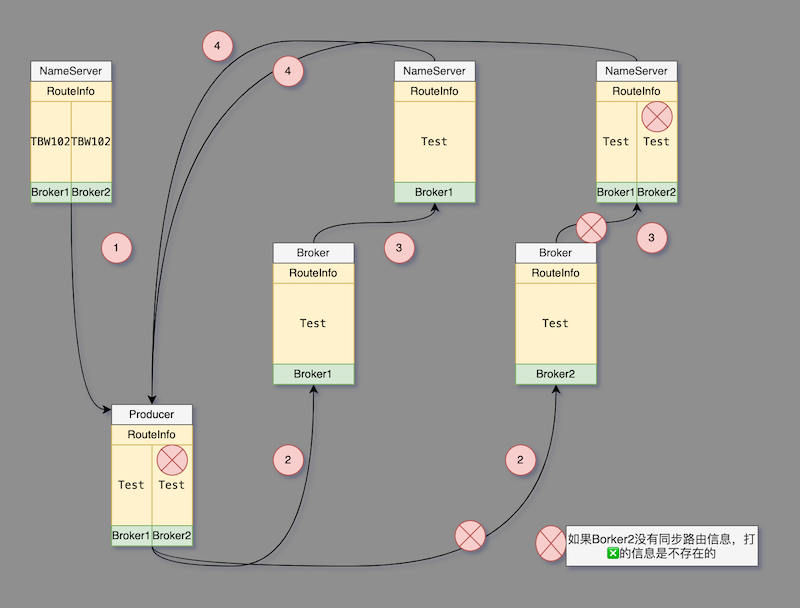 4
4
NameServer
RouteInfo
TBW102 TBW102
Broker1 Broker2
NameServer
RouteInfo
Test
Broker1
NameServer
RouteInfo
Test Test
Broker1 Broker2
1
3
3
Broker
RouteInfo
Test
Broker1
Broker
RouteInfo
Test
Broker2
Producer
RouteInfo
Test Test
Broker1 Broker2
2
2
如果Borker2没有同步路由信息，打
❎的信息是不存在的